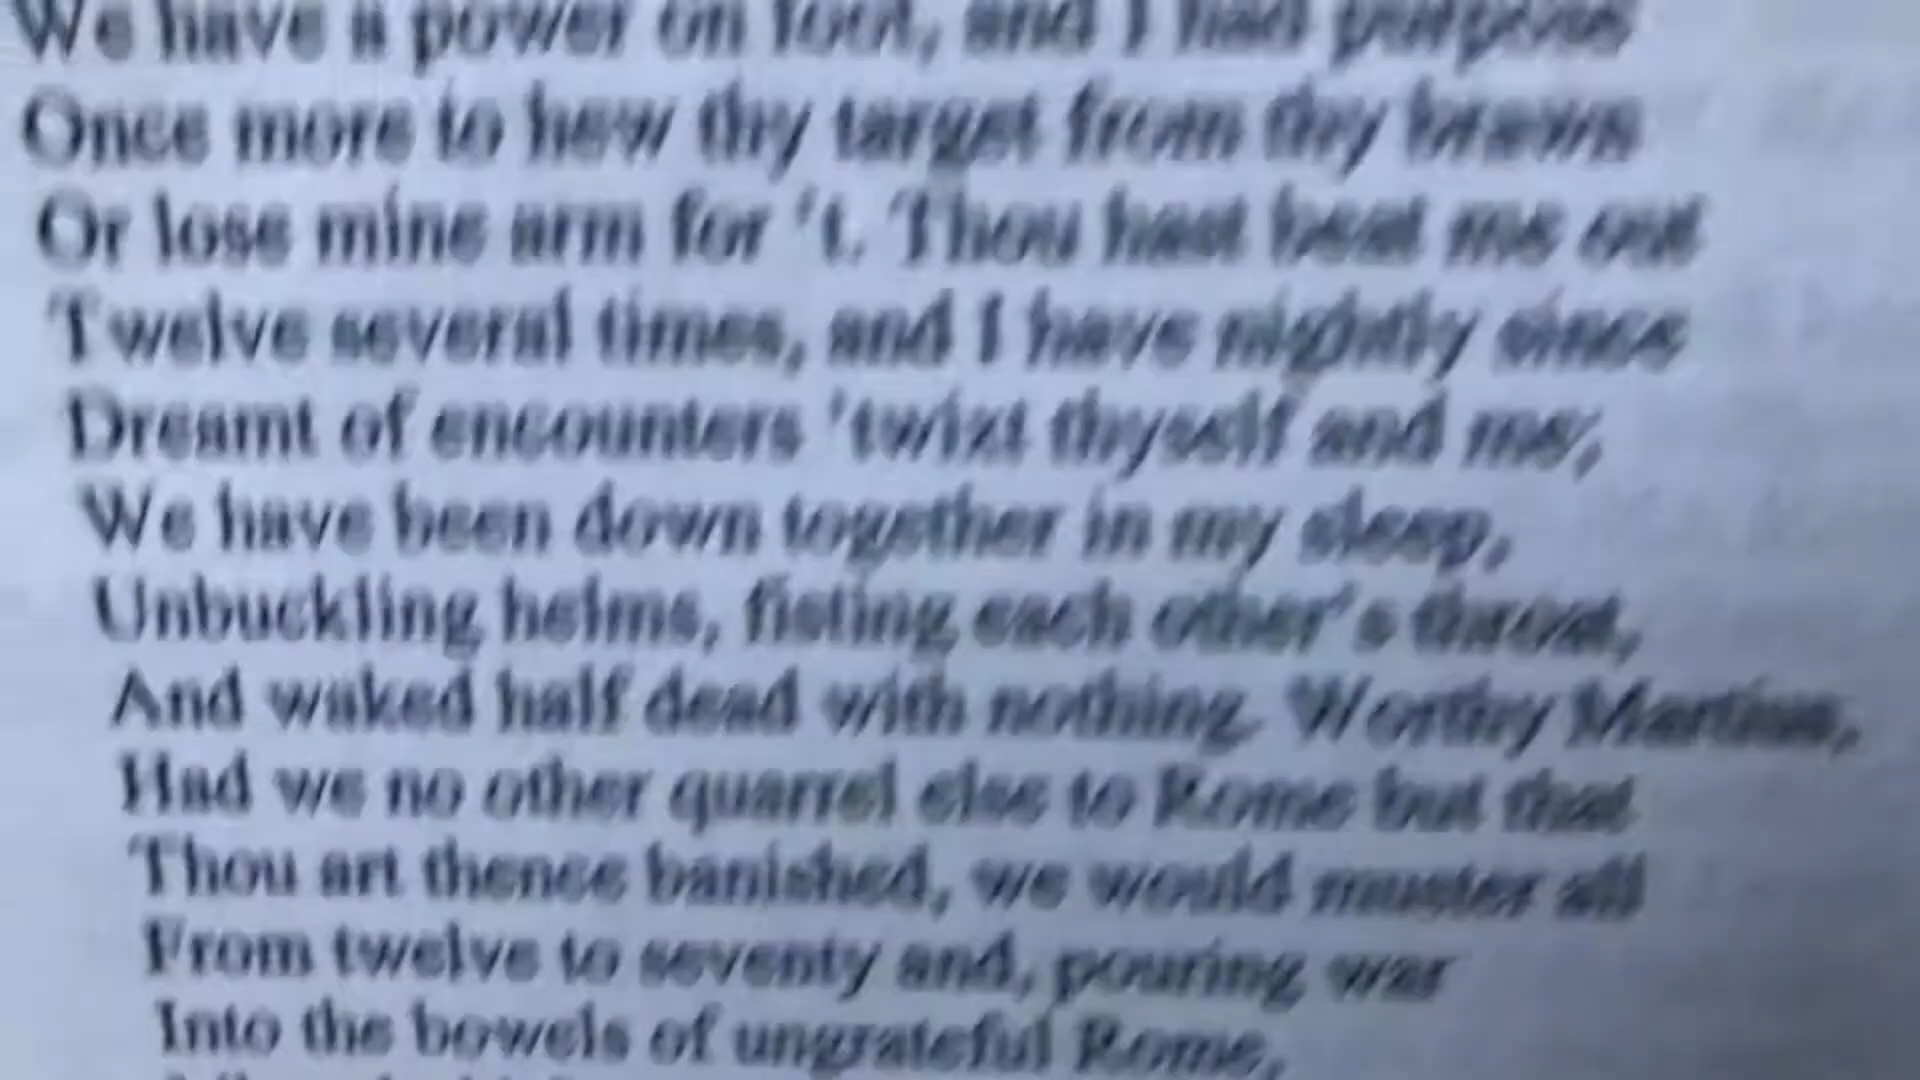 We have a power on foot, and I had purpose
Once more to hew thy target from thy brawn
Or lose mine arm for 't. Thou hast beat me out
Twelve several times, and I have nightly since
Dreamt of encounters 'twixt thyself and me;
We have been down together in my sleep,
Unbuckling helms, fisting each other's throat,
And waked half dead with nothing. Worthy Martius,
Had we no other quarrel else to Rome but that
Thou art thence banished, we would muster all
From twelve to seventy and, pouring war
Into the bowels of ungrateful Rome,